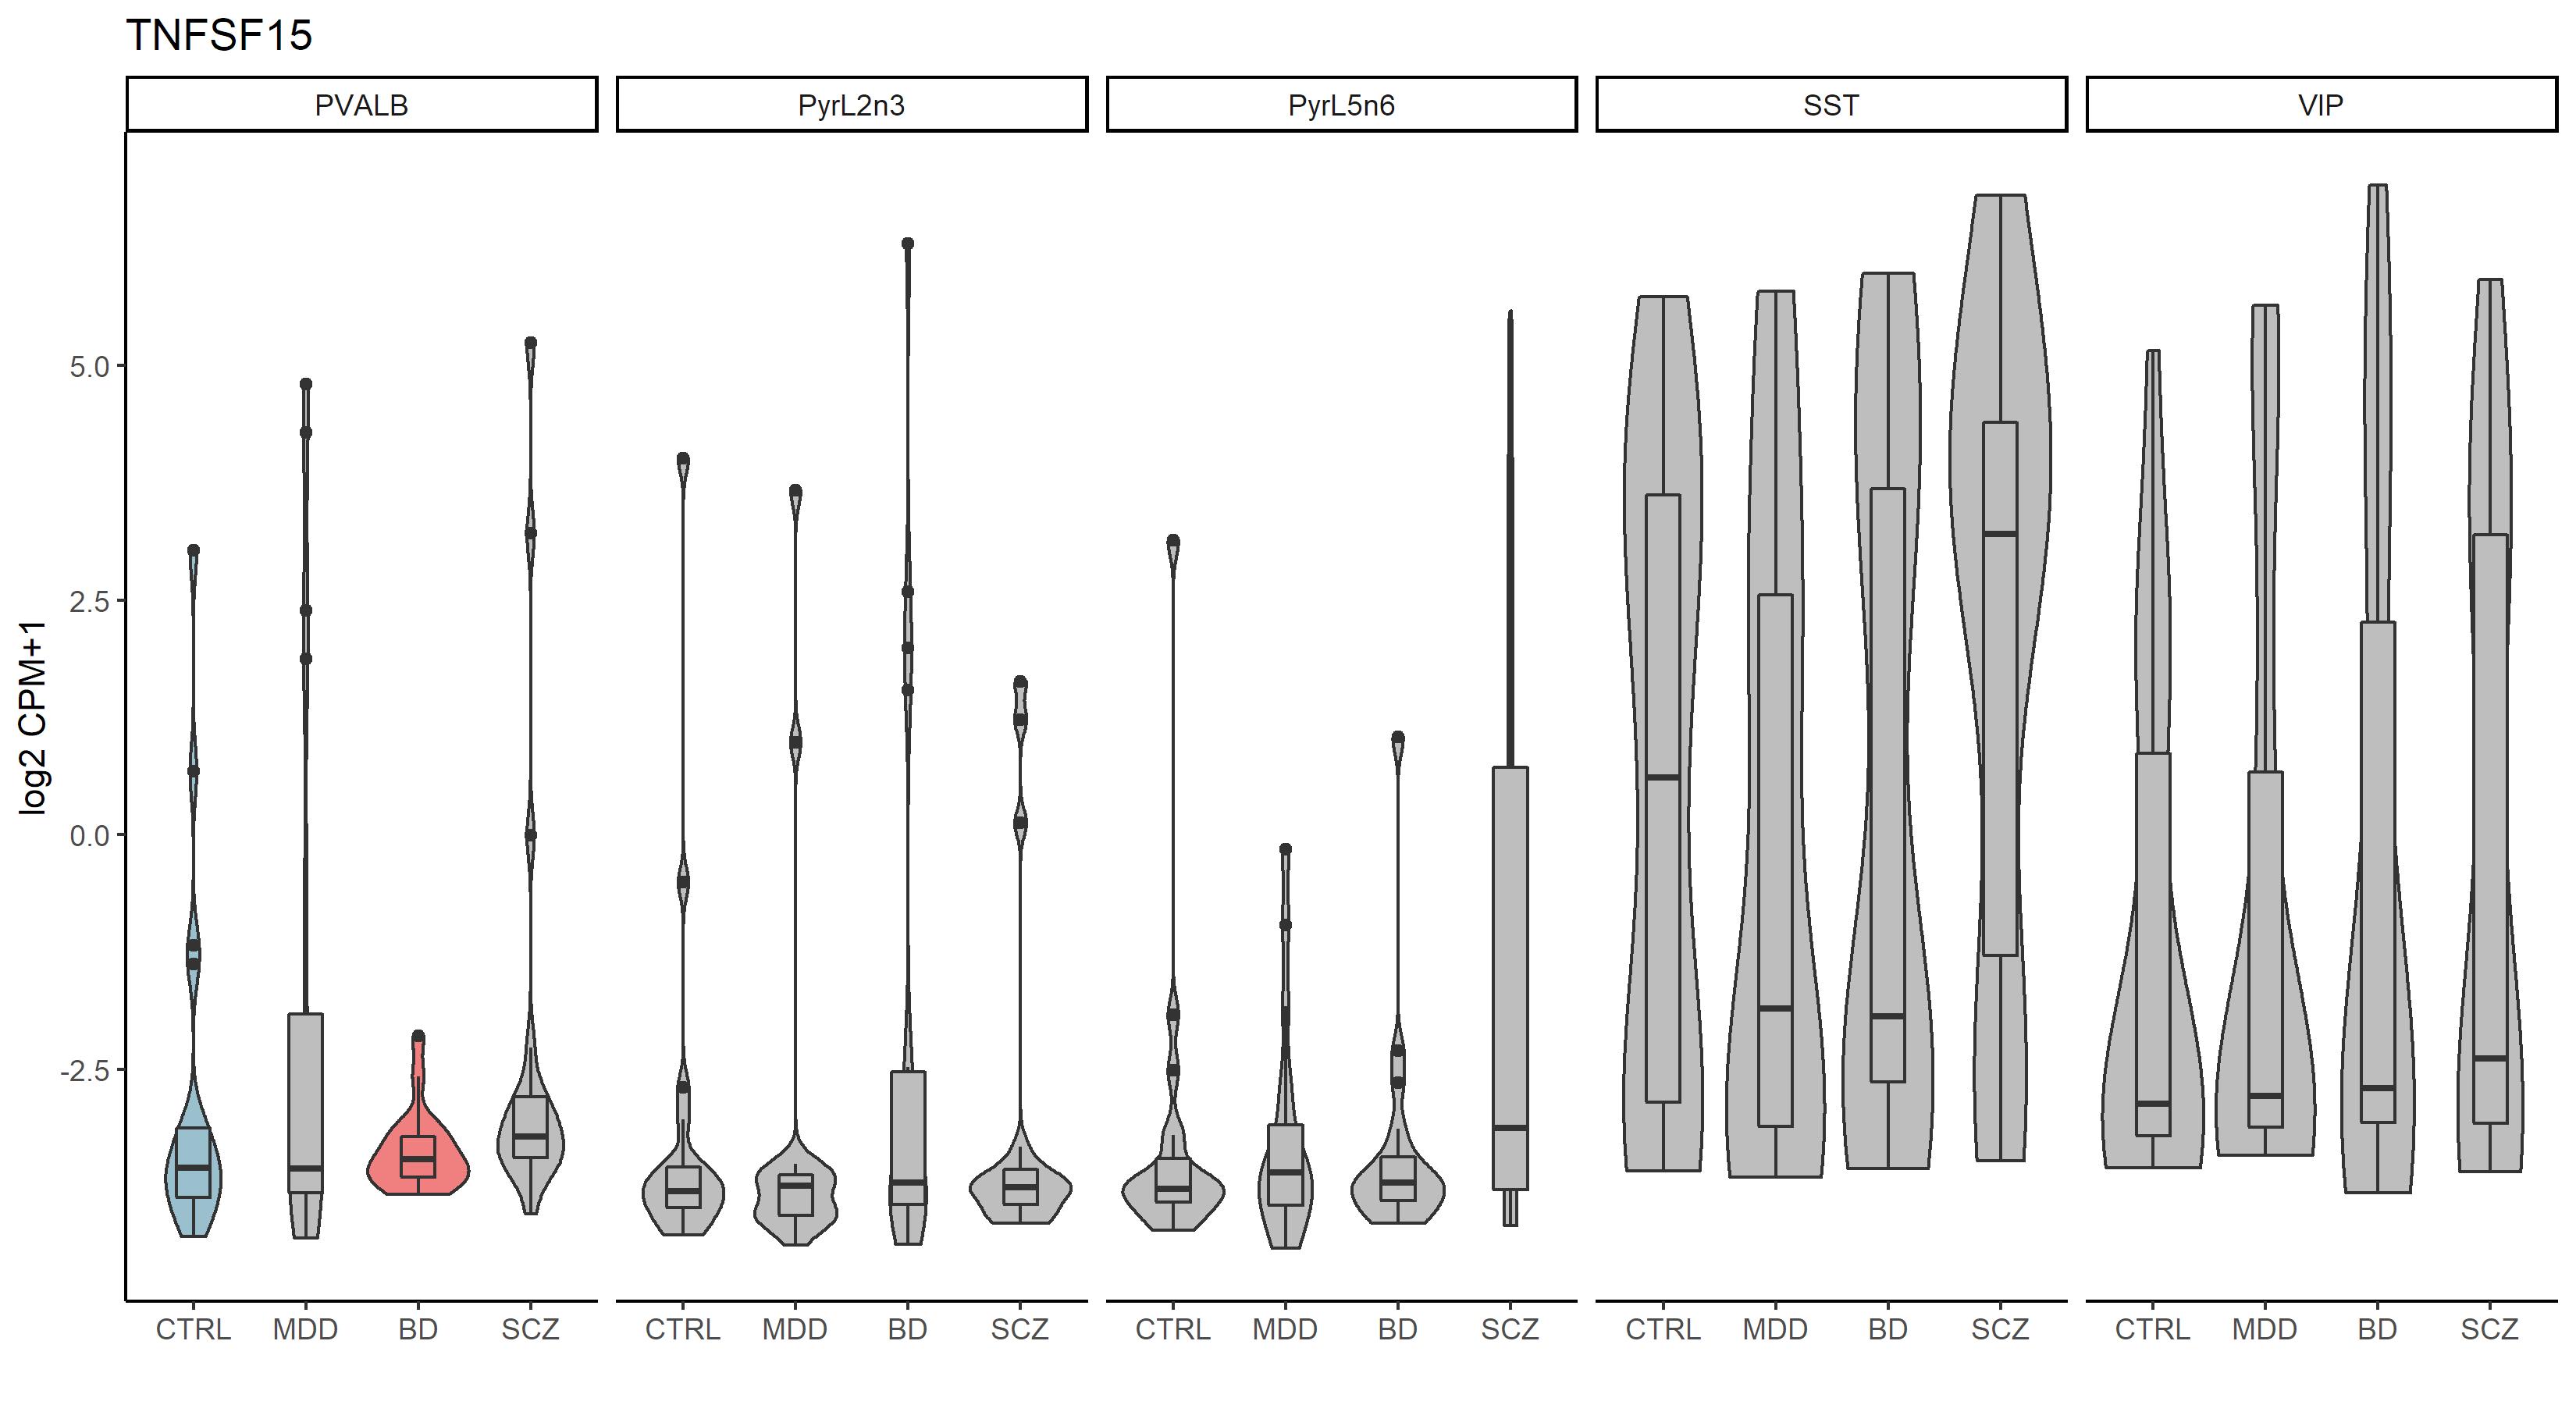 TNFSF15
PVALB PyrL2n3 PyrL5n6 SST VIP
log2 CPM+1
5.0
2.5
0.0
-2.5
CTRL MDD BD SCZ CTRL MDD BD SCZ CTRL MDD BD SCZ CTRL MDD BD SCZ CTRL MDD BD SCZ